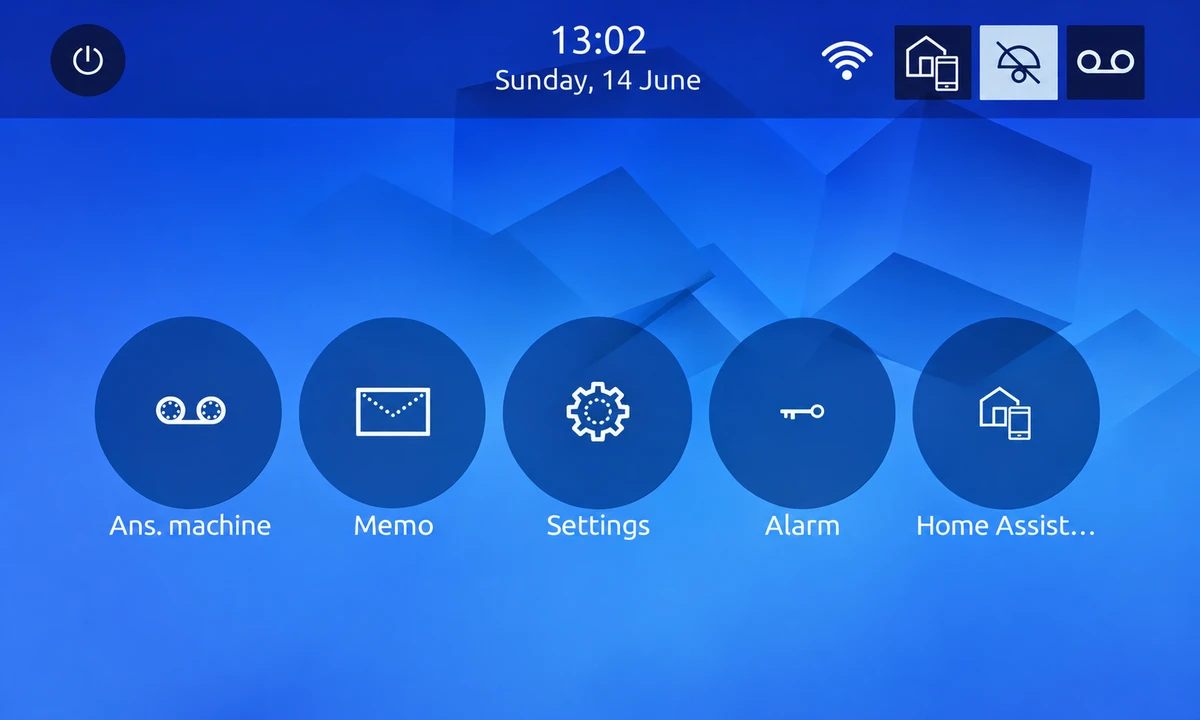 13:02
Sunday, 14 June
Ans. machine
Memo
Settings
Alarm
Home Assist…